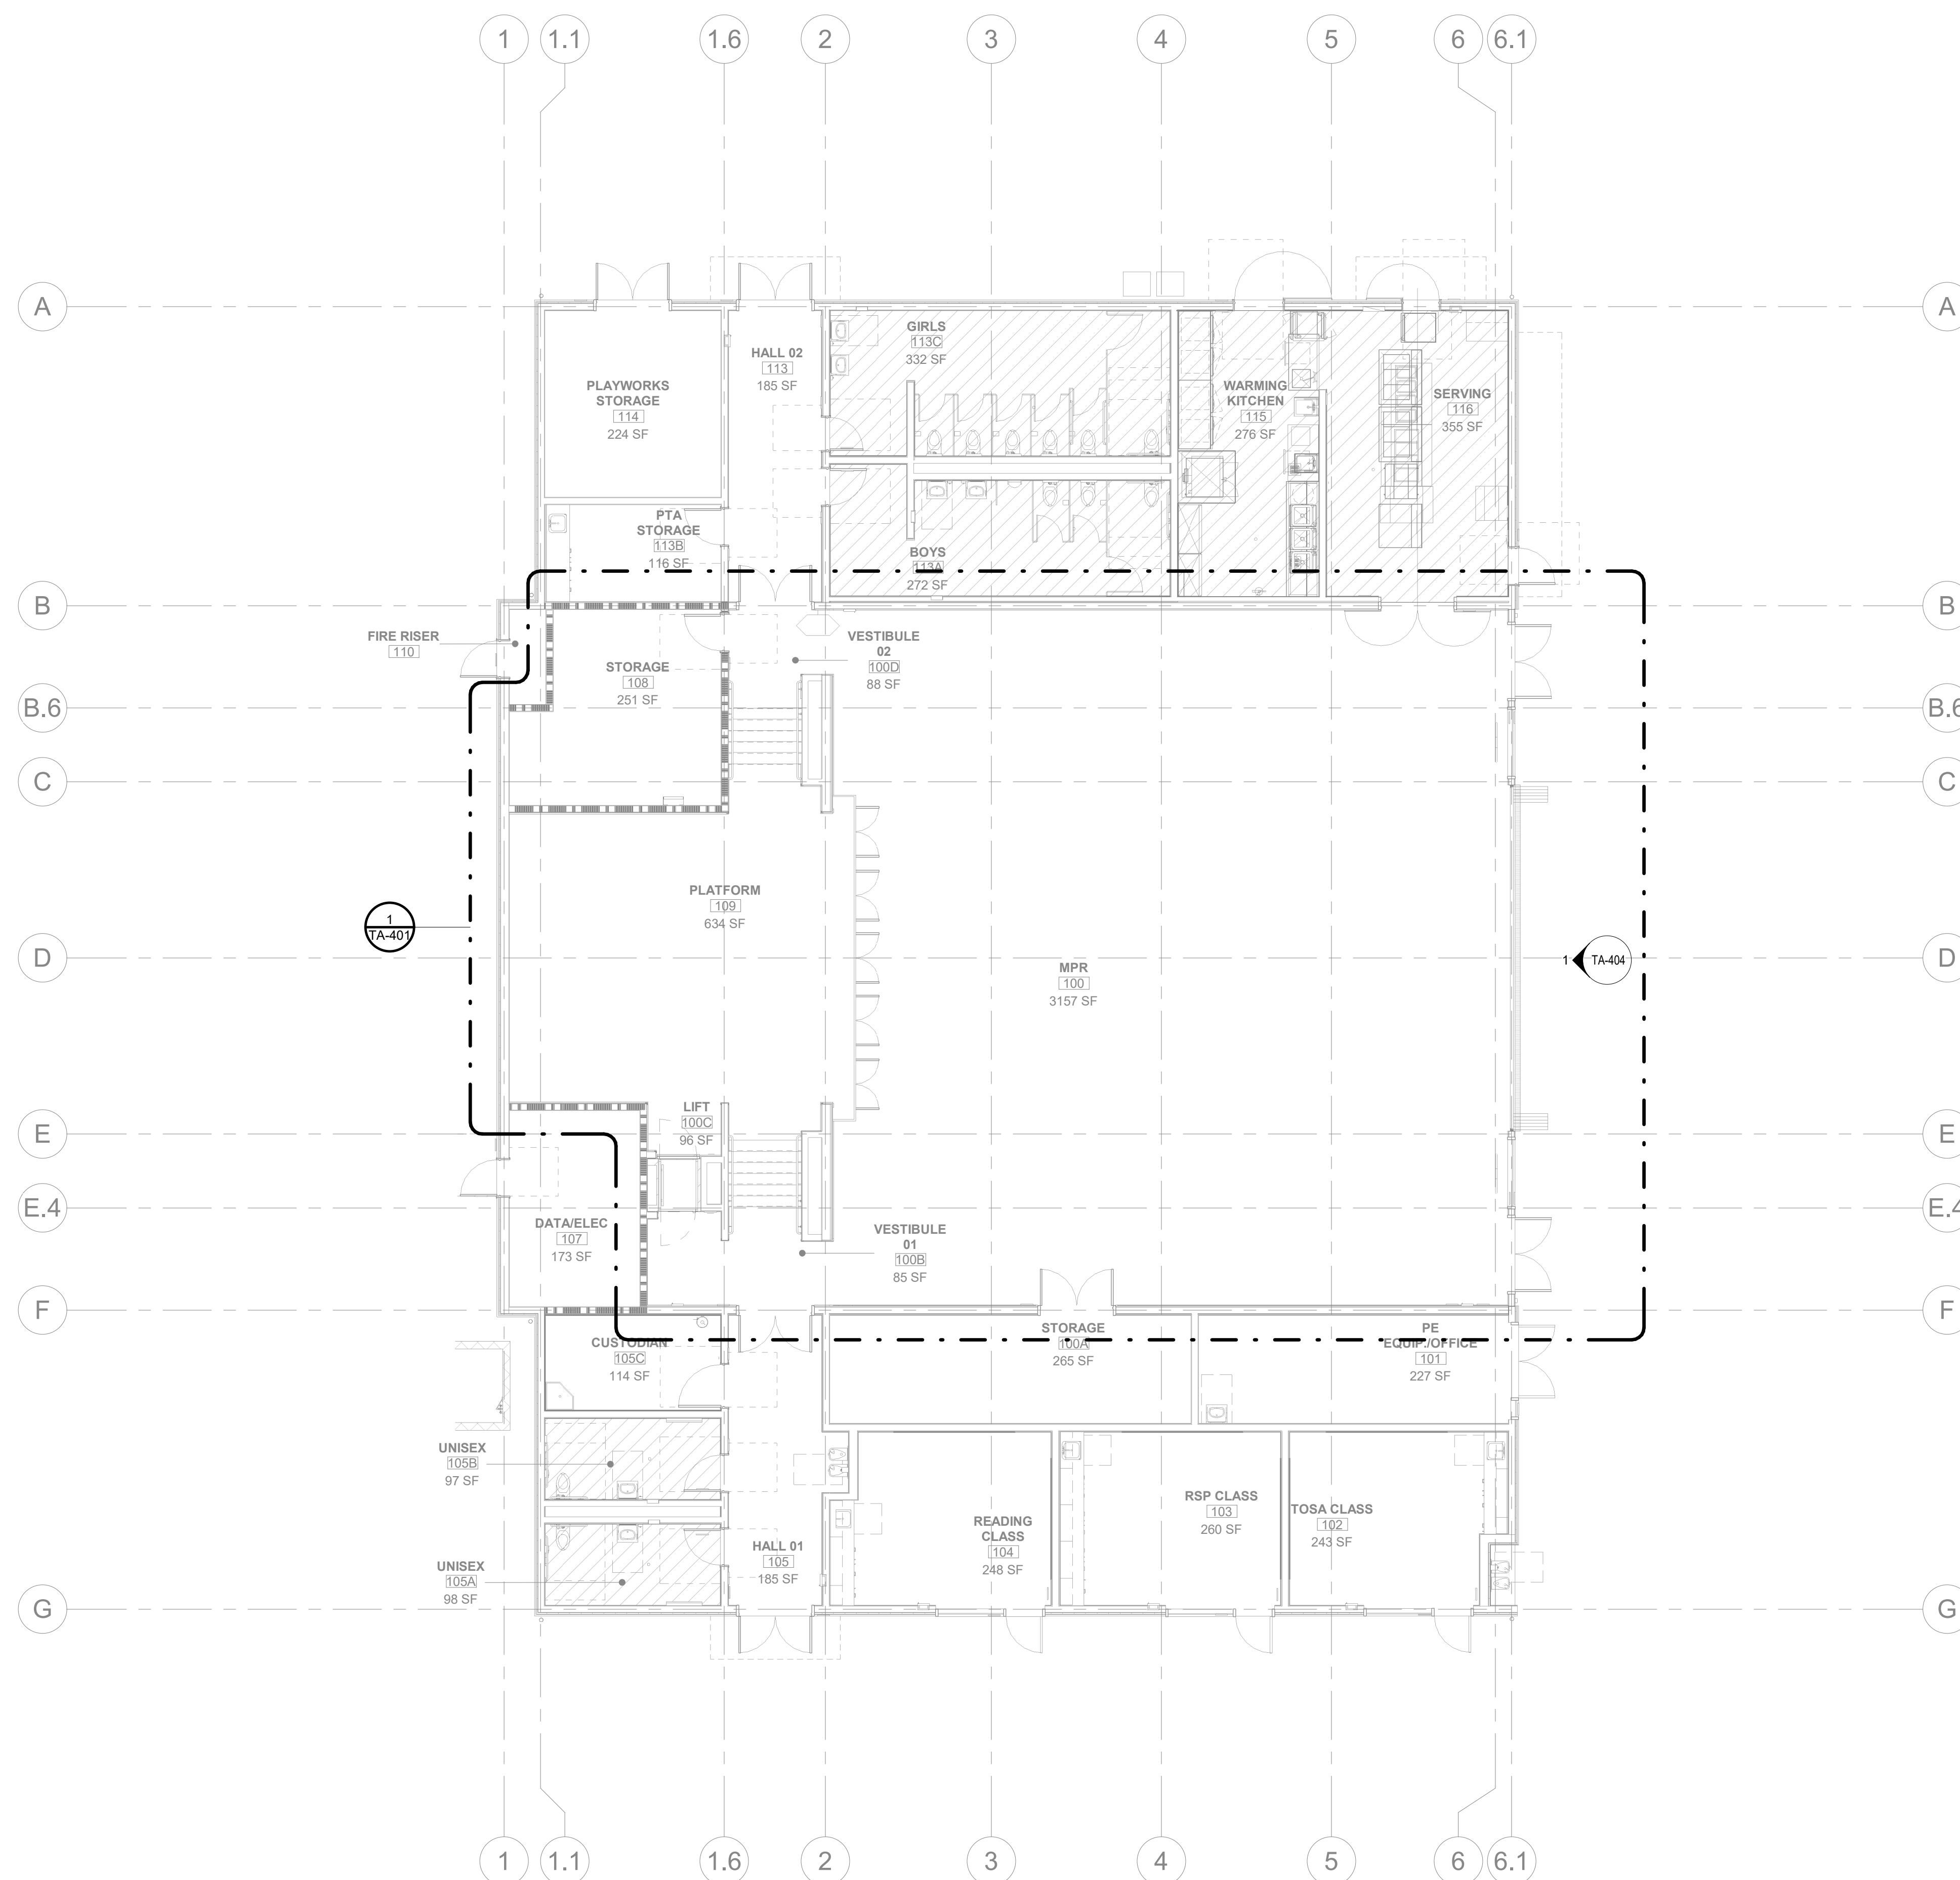 1
1.1
1.6
2
3
4
5
6
6.1
A
A
GIRLS
113C
332 SF
HALL 02
113
185 SF
PLAYWORKS
STORAGE
114
224 SF
WARMING
KITCHEN
115
276 SF
SERVING
116
355 SF
PTA
STORAGE
113B
116 SF
BOYS
113A
272 SF
B
B
FIRE RISER
110
VESTIBULE
02
100D
88 SF
STORAGE
108
251 SF
B.6
B.6
C
C
PLATFORM
109
634 SF
1
TA-401
D
D
MPR
100
3157 SF
1
TA-404
LIFT
100C
96 SF
E
E
E.4
E.4
DATA/ELEC
107
173 SF
VESTIBULE
01
100B
85 SF
F
F
CUSTODIAN
105C
114 SF
STORAGE
100A
265 SF
PE
EQUIP./OFFICE
101
227 SF
UNISEX
105B
97 SF
READING
CLASS
104
248 SF
RSP CLASS
103
260 SF
TOSA CLASS
102
243 SF
HALL 01
105
185 SF
UNISEX
105A
98 SF
G
G
1
1.1
1.6
2
3
4
5
6
6.1